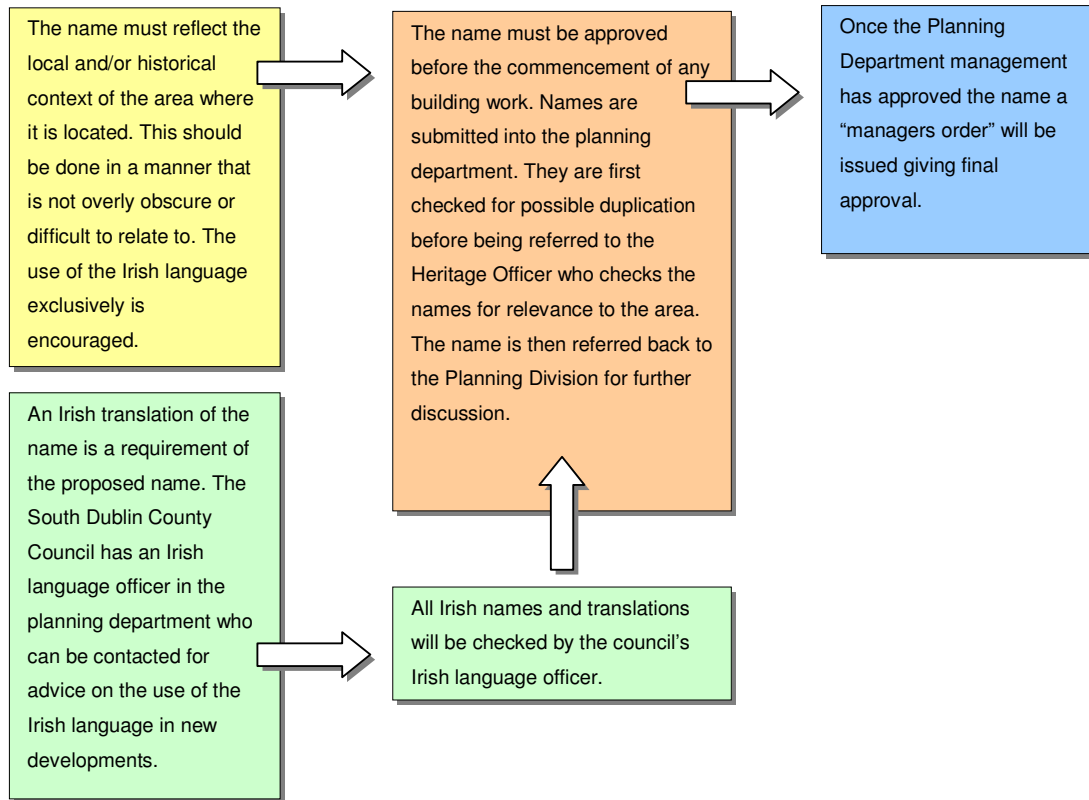 The name must reflect the
local and/or historical
context of the area where
it is located. This should
be done in a manner that
is not overly obscure or
difficult to relate to. The
use of the Irish language
exclusively is
encouraged.
An Irish translation of the
name is a requirement of
the proposed name. The
South Dublin County
Council has an Irish
language officer in the
planning department who
can be contacted for
advice on the use of the
Irish language in new
developments.
All Irish names and translations
will be checked by the council’s
Irish language officer.
The name must be approved
before the commencement of any
building work. Names are
submitted into the planning
department. They are first
checked for possible duplication
before being referred to the
Heritage Officer who checks the
names for relevance to the area.
The name is then referred back to
the Planning Division for further
discussion.
Once the Planning
Department management
has approved the name a
“managers order” will be
issued giving final
approval.